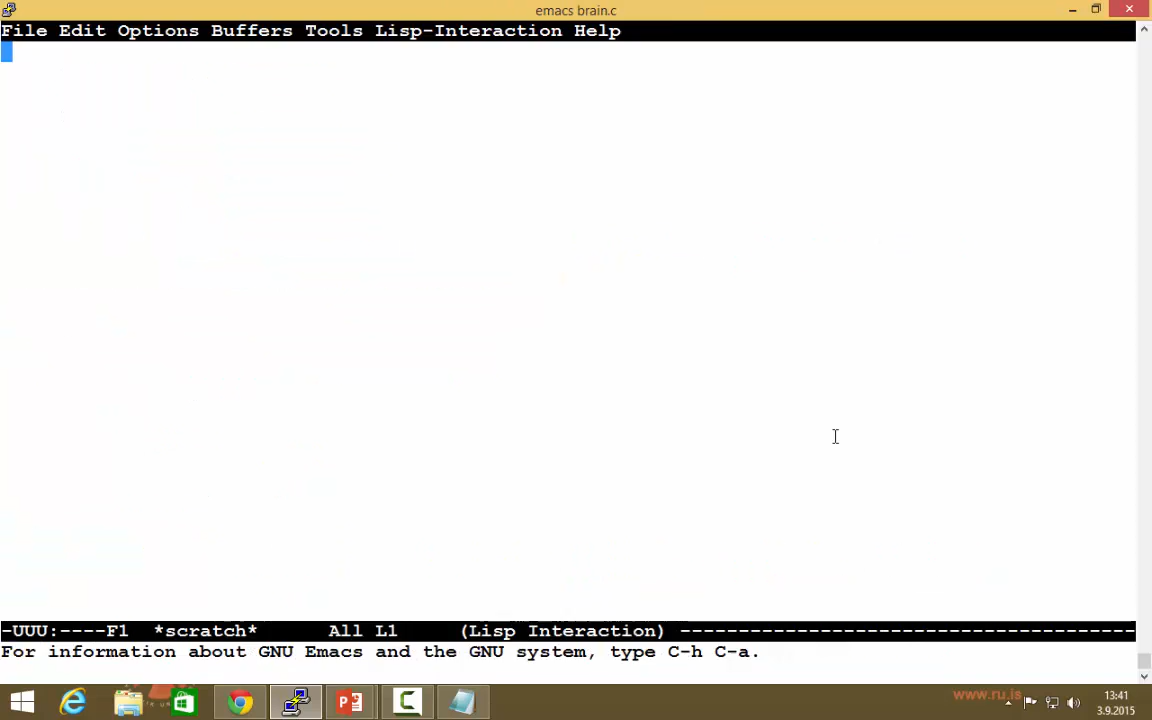 emacs brain.c
File Edit Options Buffers Tools Lisp-Interaction Help
-UUU:----F1  *scratch*      All L1     (Lisp Interaction) ---------------------------------------
For information about GNU Emacs and the GNU system, type C-h C-a.
www.ru.is
13:41
3.9.2015